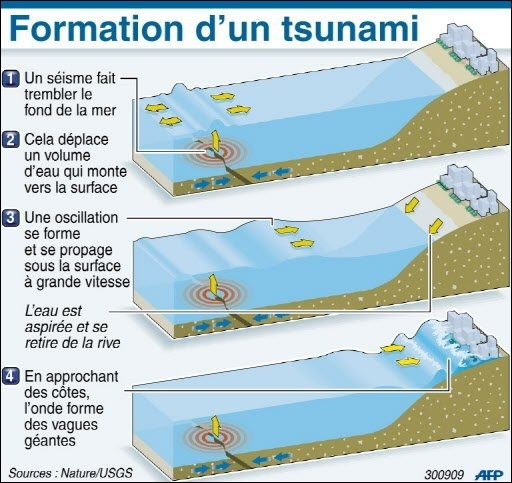 Formation d'un tsunami
1 Un séisme fait
trembler le
fond de la mer
2 Cela déplace
un volume
d'eau qui monte
vers la surface
3 Une oscillation
se forme
et se propage
sous la surface
à grande vitesse
L'eau est
aspirée et se
retire de la rive
4 En approchant
des côtes,
l'onde forme
des vagues
géantes
Sources : Nature/USGS
300909 AFP